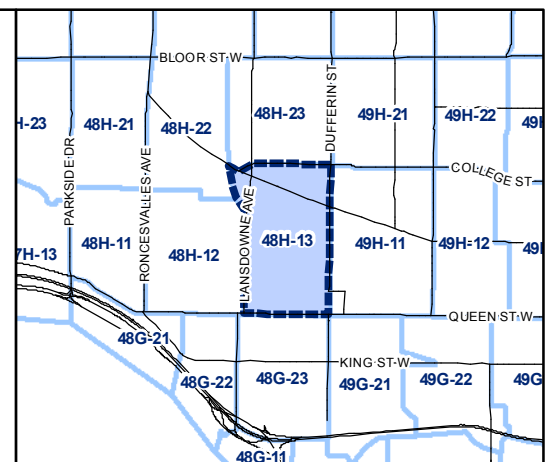 BLOOR ST W
DUFFERIN ST
H-23
48H-21
48H-22
48H-23
49H-21
49H-22
49H
PARKSIDE DR
RONCESVALLES AVE
COLLEGE ST
LANSDOWNE AVE
7H-13
48H-11
48H-12
48H-13
49H-11
49H-12
49H
QUEEN ST W
48G-21
KING ST W
48G-22
48G-23
49G-21
49G-22
49G
48G-11